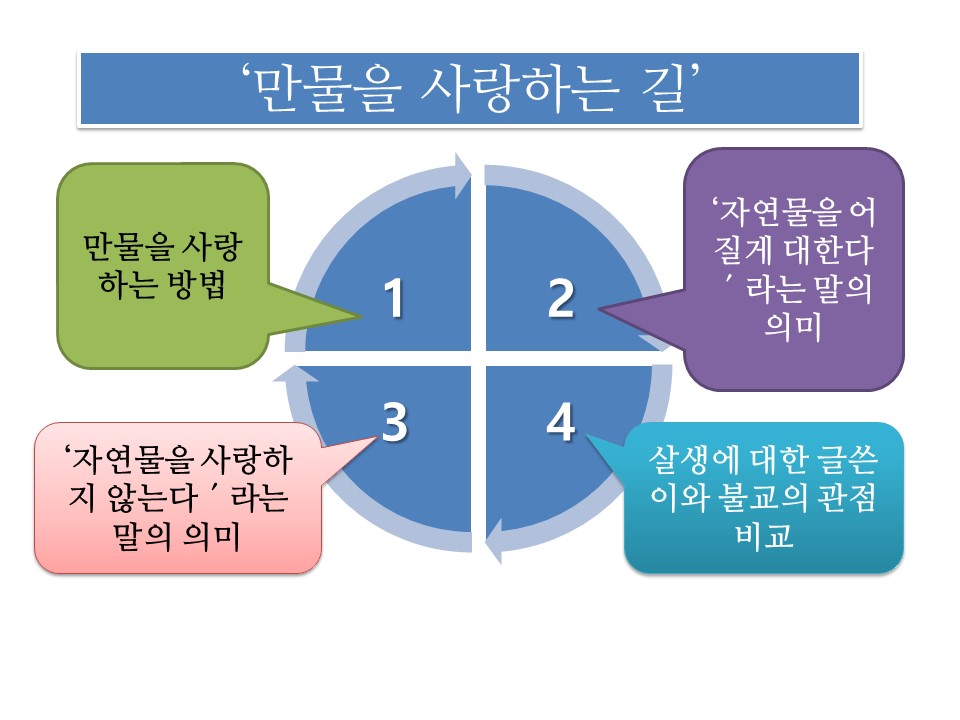 ‘만물을 사랑하는 길’
만물을 사랑
하는 방법
1
2
‘자연물을 어
질게 대한다
′ 라는 말의
의미
‘자연물을 사랑하
지 않는다 ′ 라는
말의 의미
3
4
살생에 대한 글쓴
이와 불교의 관점
비교